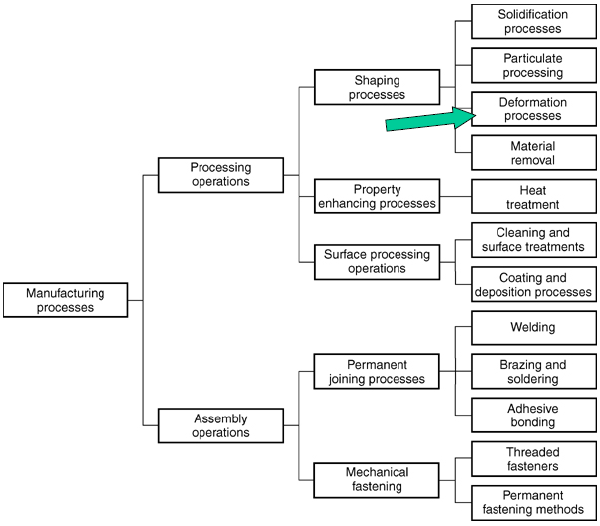 Solidification
processes
Particulate
processing
Shaping
processes
Deformation
processes
Material
removal
Processing
operations
Property
enhancing processes
Heat
treatment
Cleaning and
surface treatments
Surface processing
operations
Coating and
deposition processes
Manufacturing
processes
Welding
Permanent
joining processes
Brazing and
soldering
Adhesive
bonding
Assembly
operations
Threaded
fasteners
Mechanical
fastening
Permanent
fastening methods